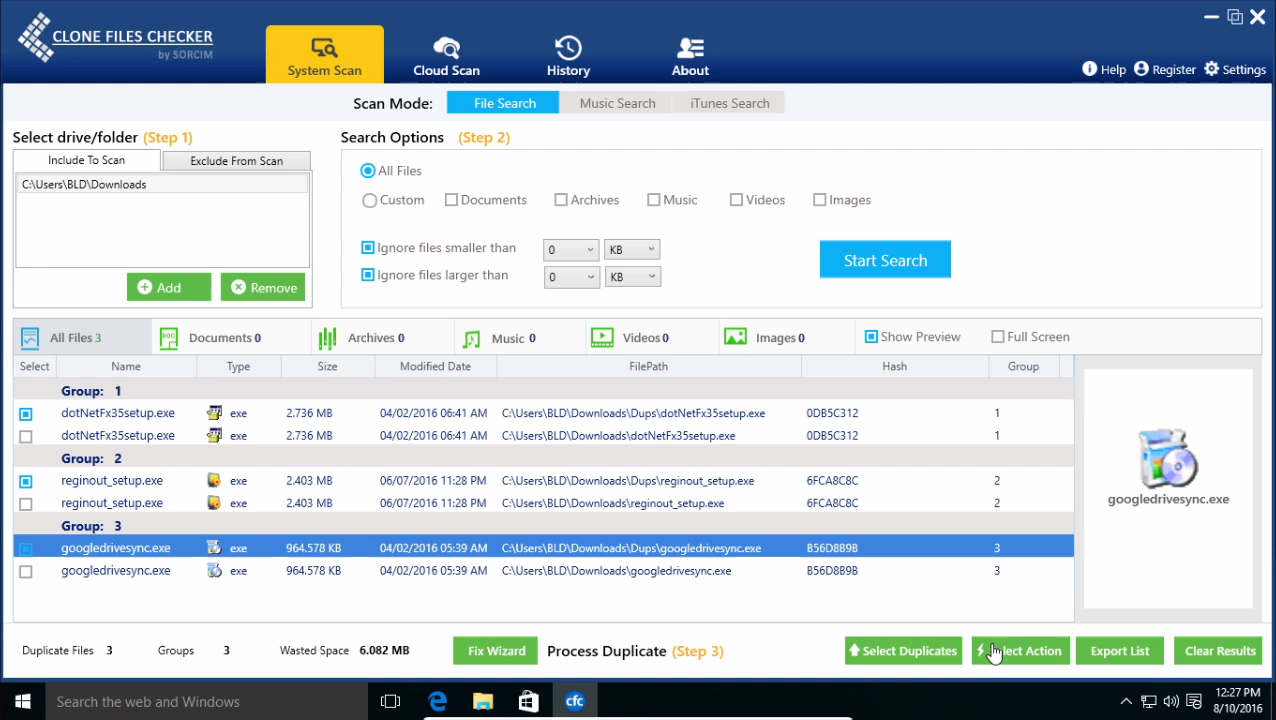 CLONE FILES CHECKER
by SORCIM
System Scan
Cloud Scan
History
About
Help
Register
Settings
Scan Mode:
File Search
Music Search
iTunes Search
Select drive/folder (Step 1)
Search Options (Step 2)
Include To Scan
Exclude From Scan
C:\Users\BLD\Downloads
Add
Remove
All Files
Custom
Documents
Archives
Music
Videos
Images
Ignore files smaller than
0
KB
Ignore files larger than
0
KB
Start Search
All Files 3
Documents 0
Archives 0
Music 0
Videos 0
Images 0
Show Preview
Full Screen
Select Name Type Size Modified Date FilePath Hash Group
Group: 1
dotNetFx35setup.exe exe 2.736 MB 04/02/2016 06:41 AM C:\Users\BLD\Downloads\Dups\dotNetFx35setup.exe 0DB5C312 1
dotNetFx35setup.exe exe 2.736 MB 04/02/2016 06:41 AM C:\Users\BLD\Downloads\dotNetFx35setup.exe 0DB5C312 1
Group: 2
reginout_setup.exe exe 2.403 MB 06/07/2016 11:28 PM C:\Users\BLD\Downloads\Dups\reginout_setup.exe 6FCA8C8C 2
reginout_setup.exe exe 2.403 MB 06/07/2016 11:28 PM C:\Users\BLD\Downloads\reginout_setup.exe 6FCA8C8C 2
Group: 3
googledrivesync.exe exe 964.578 KB 04/02/2016 05:39 AM C:\Users\BLD\Downloads\Dups\googledrivesync.exe B56D8B9B 3
googledrivesync.exe exe 964.578 KB 04/02/2016 05:39 AM C:\Users\BLD\Downloads\googledrivesync.exe B56D8B9B 3
googledrivesync.exe
Duplicate Files 3
Groups 3
Wasted Space 6.082 MB
Fix Wizard
Process Duplicate (Step 3)
Select Duplicates
Select Action
Export List
Clear Results
Search the web and Windows
cfc
12:27 PM
8/10/2016